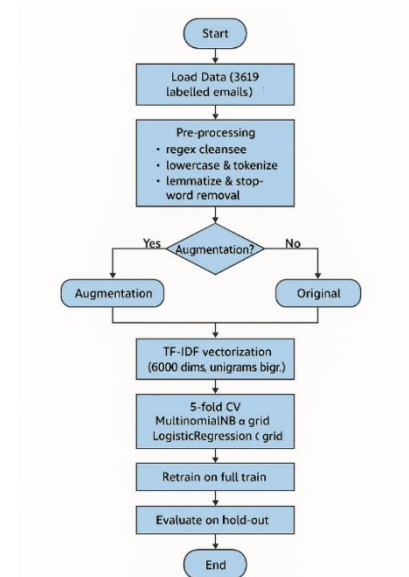 Start
Load Data (3619
labelled emails)
Pre-processing
• regex cleansee
• lowercase & tokenize
• lemmatize & stop-
word removal
Yes
Augmentation?
No
Augmentation
Original
TF-IDF vectorization
(6000 dims, unigrams bigr.)
5-fold CV
MultinomialNB α grid
LogisticRegression ( grid
Retrain on full train
Evaluate on hold-out
End